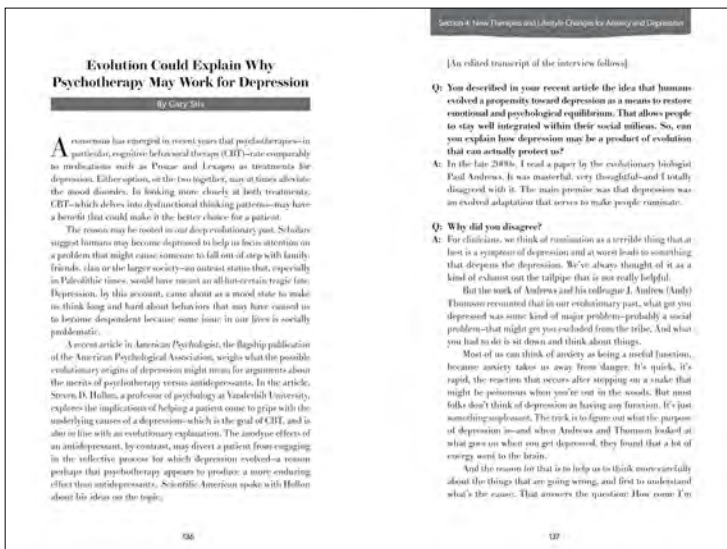 Evolution Could Explain Why
Psychotherapy May Work for Depression
By Gary Stix
A consensus has emerged in recent years that psychotherapies—in
particular, cognitive behavioral therapy (CBT)—rate comparably
to medications such as Prozac and Lexapro as treatments for
depression. Either option, or the two together, may at times alleviate
the mood disorder. In looking more closely at both treatments,
CBT—which delves into dysfunctional thinking patterns—may have
a benefit that could make it the better choice for a patient.
The reason may be rooted in our deep evolutionary past. Scholars
suggest humans may become depressed to help us focus attention on
a problem that might cause someone to fall out of step with family,
friends, clan or the larger society—an outcast status that, especially
in Paleolithic times, would have meant an all-but-certain tragic fate.
Depression, by this account, came about as a mood state to make
us think long and hard about behaviors that may have caused us
to become despondent because some issue in our lives is socially
problematic.
A recent article in American Psychologist, the flagship publication
of the American Psychological Association, weighs what the possible
evolutionary origins of depression might mean for arguments about
the merits of psychotherapy versus antidepressants. In the article,
Steven D. Hollon, a professor of psychology at Vanderbilt University,
explores the implications of helping a patient come to grips with the
underlying causes of a depression—which is the goal of CBT, and is
also in line with an evolutionary explanation. The anodyne effects of
an antidepressant, by contrast, may divert a patient from engaging
in the reflective process for which depression evolved—a reason
perhaps that psychotherapy appears to produce a more enduring
effect than antidepressants. Scientific American spoke with Hollon
about his ideas on the topic.
136
Section 4: New Therapies and Lifestyle Changes for Anxiety and Depression
[An edited transcript of the interview follows]
Q: You described in your recent article the idea that humans
evolved a propensity toward depression as a means to restore
emotional and psychological equilibrium. That allows people
to stay well integrated within their social milieus. So, can
you explain how depression may be a product of evolution
that can actually protect us?
A: In the late 2000s, I read a paper by the evolutionary biologist
Paul Andrews. It was masterful, very thoughtful—and I totally
disagreed with it. The main premise was that depression was
an evolved adaptation that serves to make people ruminate.
Q: Why did you disagree?
A: For clinicians, we think of rumination as a terrible thing that at
best is a symptom of depression and at worst leads to something
that deepens the depression. We've always thought of it as a
kind of exhaust out the tailpipe that is not really helpful.
But the work of Andrews and his colleague J. Andrew (Andy)
Thomson recounted that in our evolutionary past, what got you
depressed was some kind of major problem—probably a social
problem—that might get you excluded from the tribe. And what
you had to do is sit down and think about things.
Most of us can think of anxiety as being a useful function,
because anxiety takes us away from danger. It's quick, it's
rapid, the reaction that occurs after stepping on a snake that
might be poisonous when you're out in the woods. But most
folks don't think of depression as having any function. It's just
something unpleasant. The trick is to figure out what the purpose
of depression is—and when Andrews and Thomson looked at
what goes on when you get depressed, they found that a lot of
energy went to the brain.
And the reason for that is to help us to think more carefully
about the things that are going wrong, and first to understand
what's the cause. That answers the question: How come I'm
137